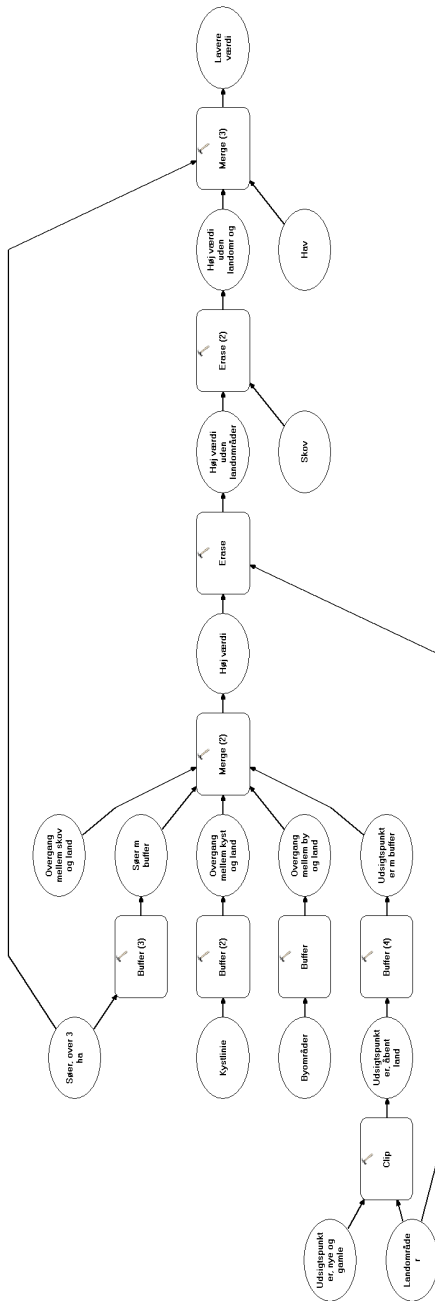 Udsigtspunkt
er, nye og
gamle
Landområde
r
Clip
Søer, over 3
ha
Kystlinie
Byområder
Udsigtspunkt
er, åbent
land
Buffer (3)
Buffer (2)
Buffer
Buffer (4)
Overgang
mellem skov
og land
Søer m
buffer
Overgang
mellem kyst
og land
Overgang
mellem by
og land
Udsigtspunkt
er m buffer
Merge (2)
Høj værdi
Erase
Høj værdi
uden
landområder
Skov
Erase (2)
Høj værdi
uden
landomr og
Hav
Merge (3)
Lavere
værdi